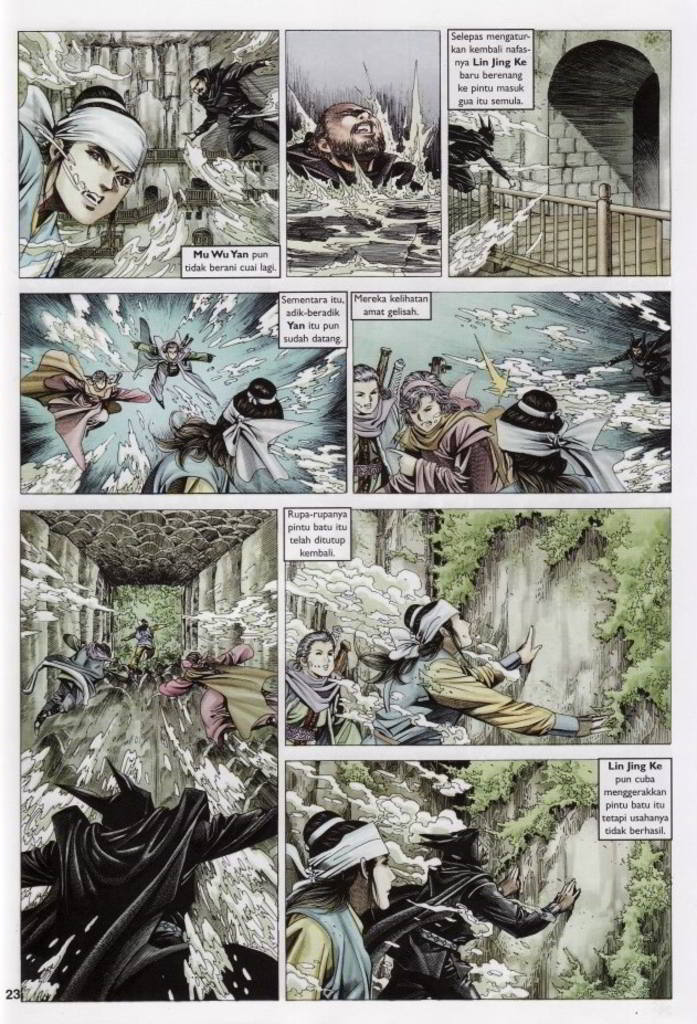 Mu Wu Yan pun
tidak berani cuai lagi.
Selepas mengatur-
kan kembali nafas-
nya Lin Jing Ke
baru berenang
ke pintu masuk
gua itu semula.
Sementara itu,
adik-beradik
Yan itu pun
sudah datang.
Mereka kelihatan
amat gelisah.
Rupa-rupanya
pintu batu itu
telah ditutup
kembali.
Lin Jing Ke
pun cuba
menggerakkan
pintu batu itu
tetapi usahanya
tidak berhasil.
23